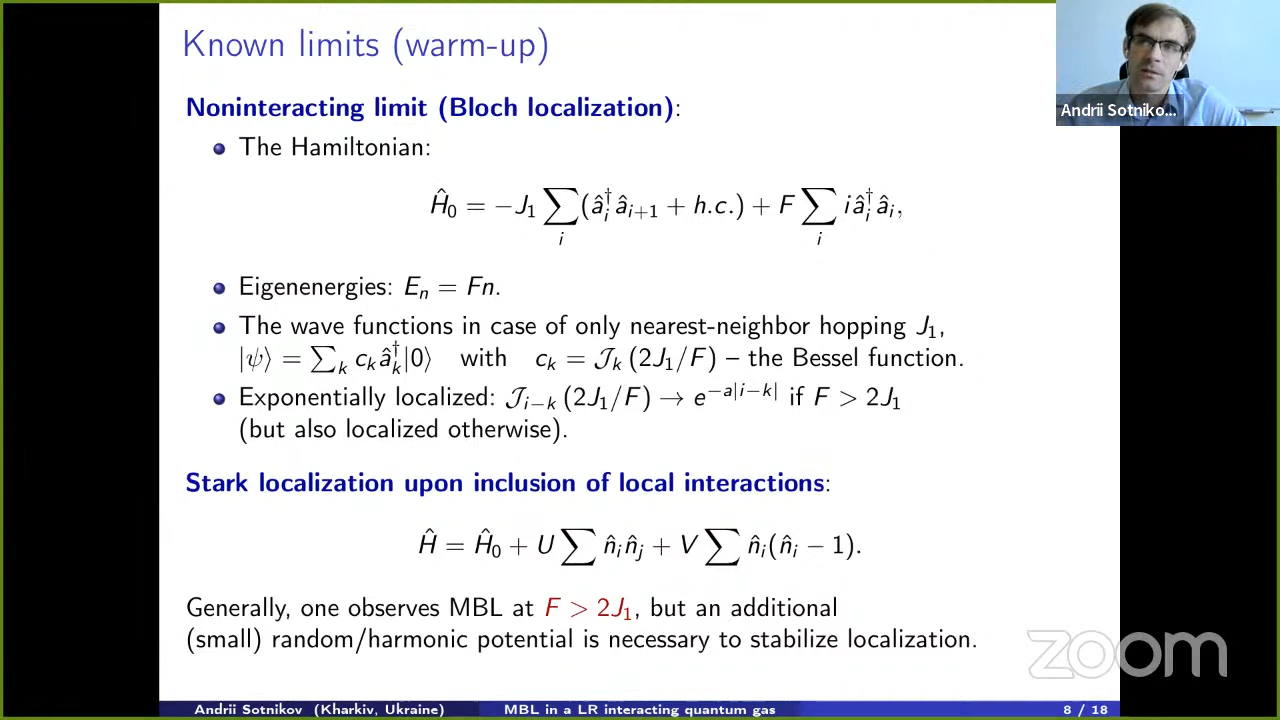 Known limits (warm-up)
Noninteracting limit (Bloch localization):
The Hamiltonian:
Ĥ₀ = −J₁ ∑ᵢ (âᵢ†âᵢ₊₁ + h.c.) + F ∑ᵢ iâᵢ†âᵢ,
Eigenenergies: Eₙ = Fn.
The wave functions in case of only nearest-neighbor hopping J₁,
|ψ⟩ = ∑ₖ cₖâₖ†|0⟩ with cₖ = 𝒥ₖ (2J₁/F) – the Bessel function.
Exponentially localized: 𝒥ᵢ₋ₖ (2J₁/F) → e^{−a|i−k|} if F > 2J₁
(but also localized otherwise).
Stark localization upon inclusion of local interactions:
Ĥ = Ĥ₀ + U ∑ n̂ᵢn̂ⱼ + V ∑ n̂ᵢ(n̂ᵢ − 1).
Generally, one observes MBL at F > 2J₁, but an additional
(small) random/harmonic potential is necessary to stabilize localization.
Andrii Sotnikov (Kharkiv, Ukraine) MBL in a LR interacting quantum gas 8 / 18
Andrii Sotniko...
zoom